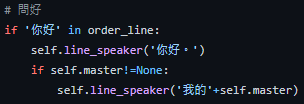 # 問好
if '你好' in order_line:
    self.line_speaker('你好。')
    if self.master!=None:
        self.line_speaker('我的'+self.master)